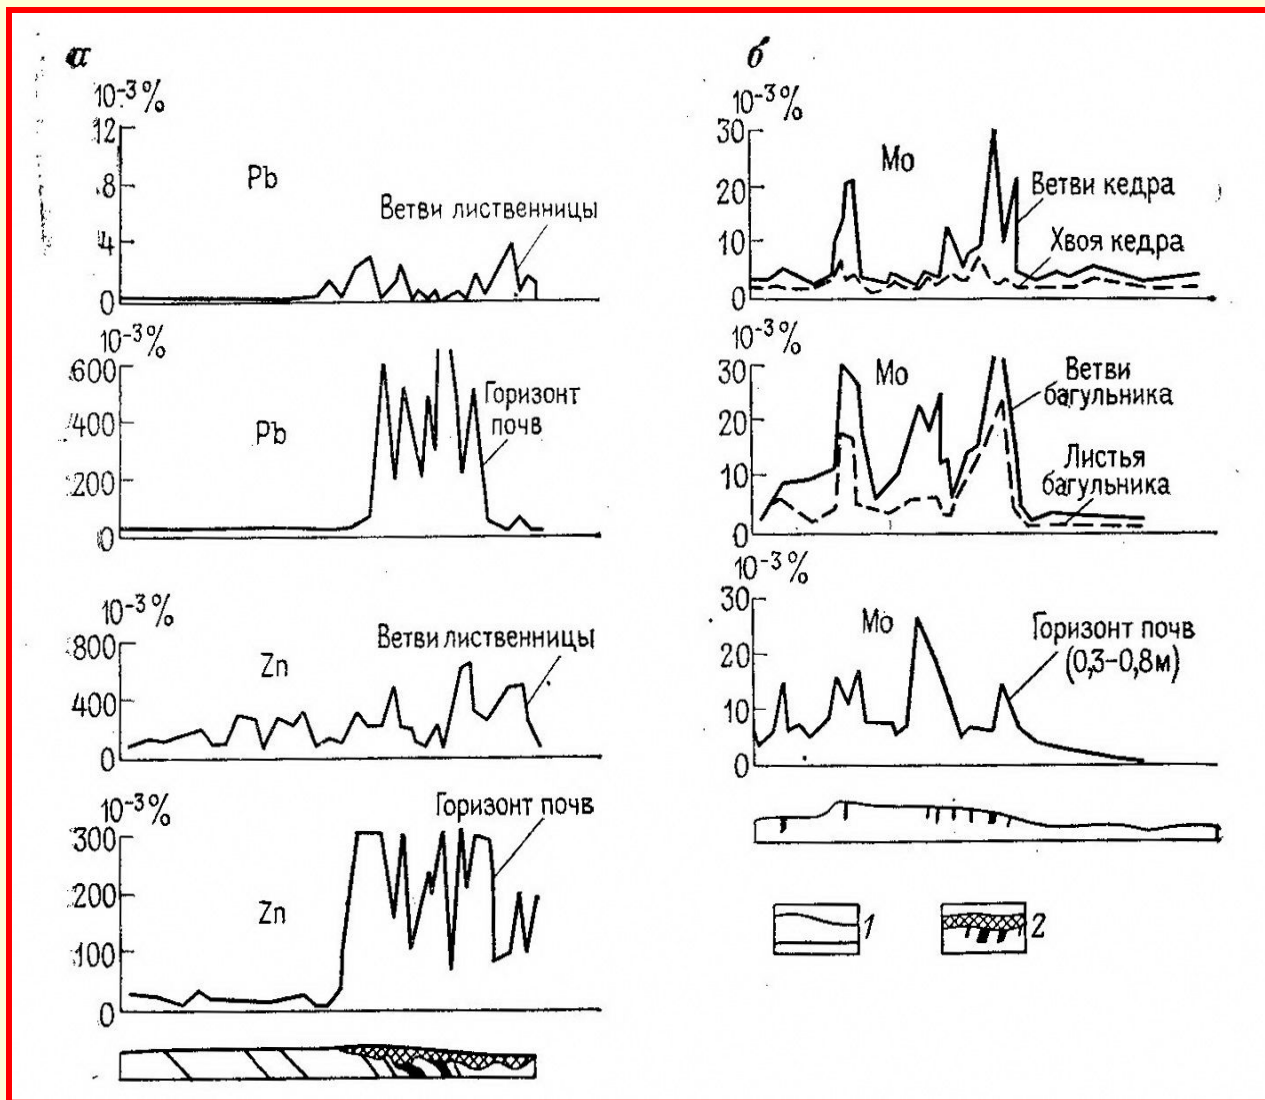 а
10⁻³%
12
8
4
0
Pb
Ветви лиственницы
10⁻³%
600
400
200
0
Pb
Горизонт
почв
10⁻³%
800
400
0
Zn
Ветви лиственницы
10⁻³%
300
200
100
0
Zn
Горизонт почв
б
10⁻³%
30
20
10
0
Mo
Ветви кедра
Хвоя кедра
10⁻³%
30
20
10
0
Mo
Ветви
багульника
Листья
багульника
10⁻³%
30
20
10
0
Mo
Горизонт почв
(0,3–0,8м)
1
2